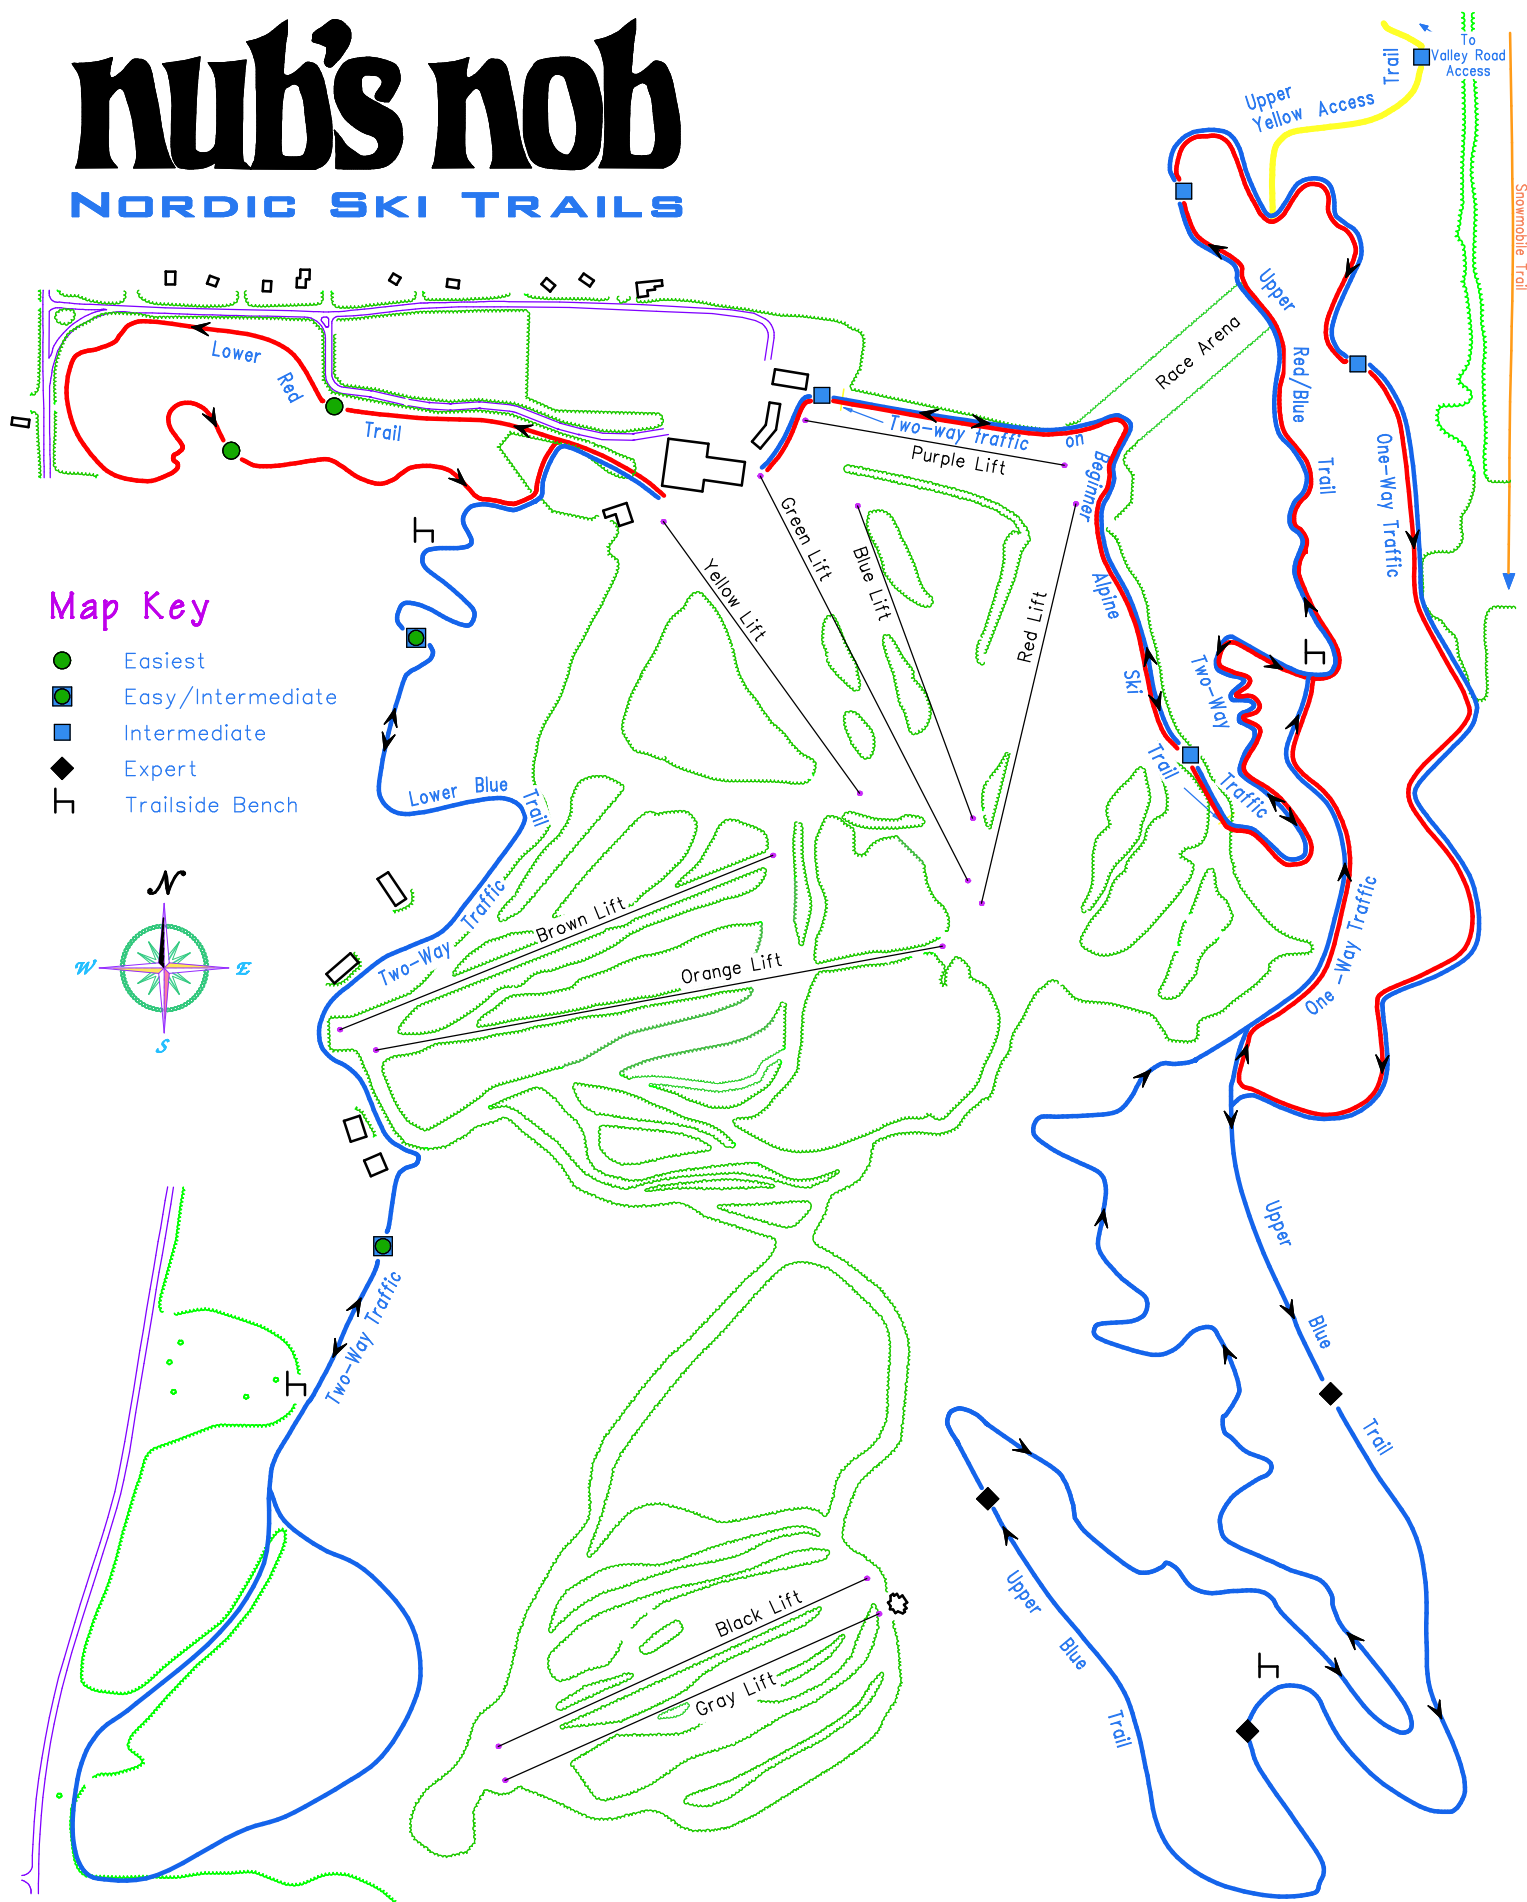 nub's nob
Nordic Ski Trails
To
Valley Road
Access
Trail
Upper
Yellow Access
Snowmobile Trail
Upper
Red/Blue
Trail
Race Arena
One-Way Traffic
Lower
Red
Trail
Two-way traffic
on
Beginner
Alpine
Ski
Trail
Purple Lift
Green Lift
Blue Lift
Yellow Lift
Red Lift
Two-Way
Traffic
Map Key
Easiest
Easy/Intermediate
Intermediate
Expert
Trailside Bench
Lower Blue
Trail
Two-Way Traffic
N
W
E
S
Brown Lift
Orange Lift
One -Way Traffic
Upper
Blue
Trail
Two-Way Traffic
Black Lift
Gray Lift
Upper
Blue
Trail